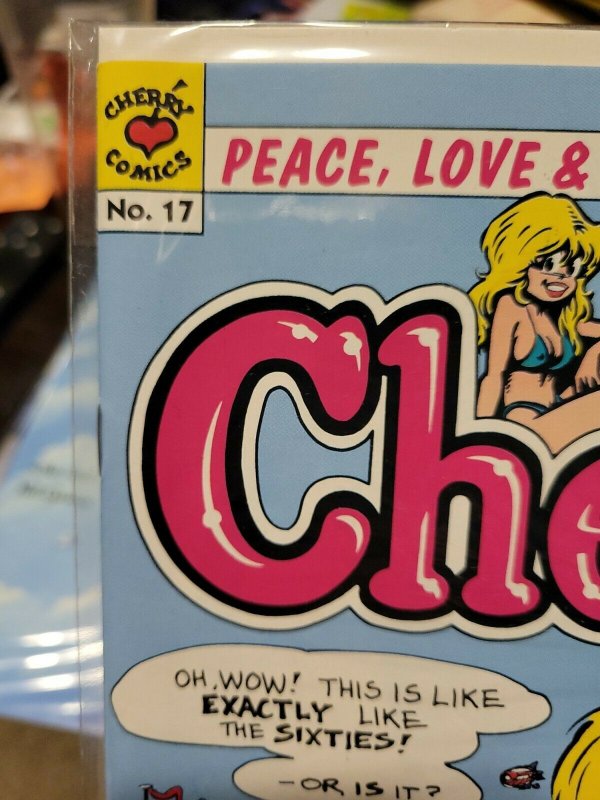 CHERRY
COMICS
No. 17
PEACE, LOVE &
Che
OH, WOW! THIS IS LIKE
EXACTLY LIKE
THE SIXTIES!
—OR IS IT?